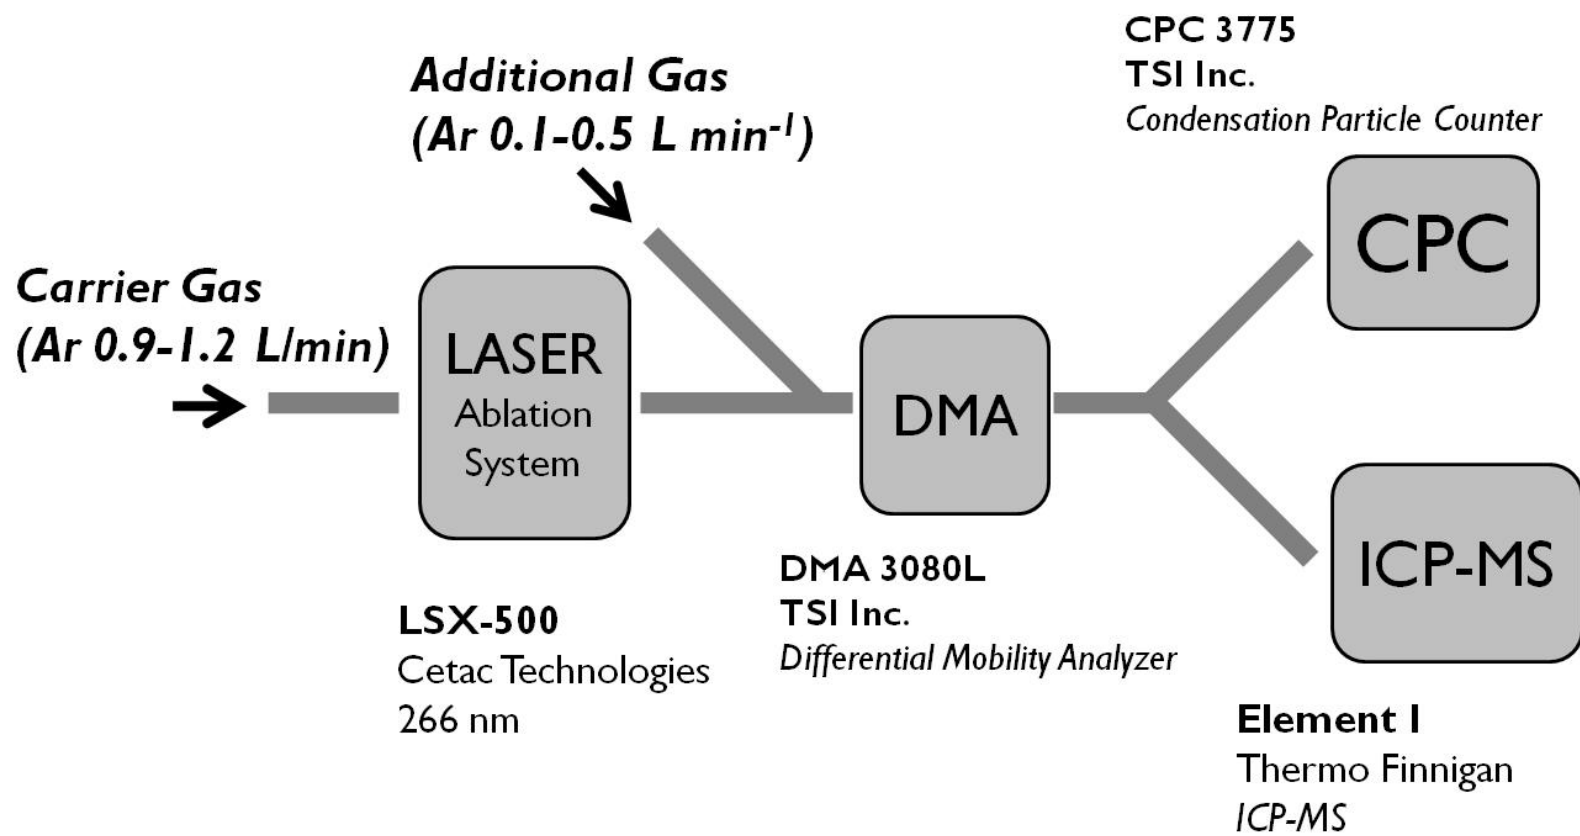 CPC 3775
TSI Inc.
Condensation Particle Counter
Additional Gas
(Ar 0.1-0.5 L min⁻¹)
CPC
Carrier Gas
(Ar 0.9-1.2 L/min)
LASER
Ablation
System
DMA
ICP-MS
LSX-500
Cetac Technologies
266 nm
DMA 3080L
TSI Inc.
Differential Mobility Analyzer
Element I
Thermo Finnigan
ICP-MS